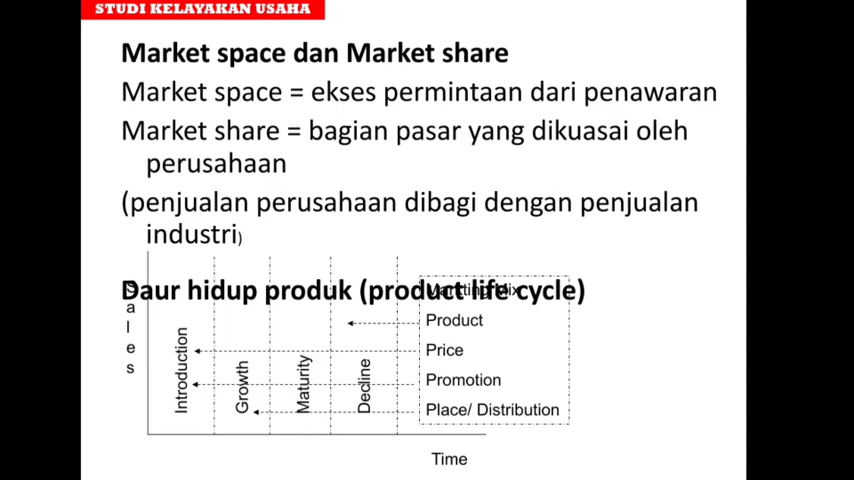 STUDI KELAYAKAN USAHA
Market space dan Market share
Market space = ekses permintaan dari penawaran
Market share = bagian pasar yang dikuasai oleh
perusahaan
(penjualan perusahaan dibagi dengan penjualan
industri)
Daur hidup produk (product life cycle)
Sales
Introduction
Growth
Maturity
Decline
Mix
Product
Price
Promotion
Place/ Distribution
Time